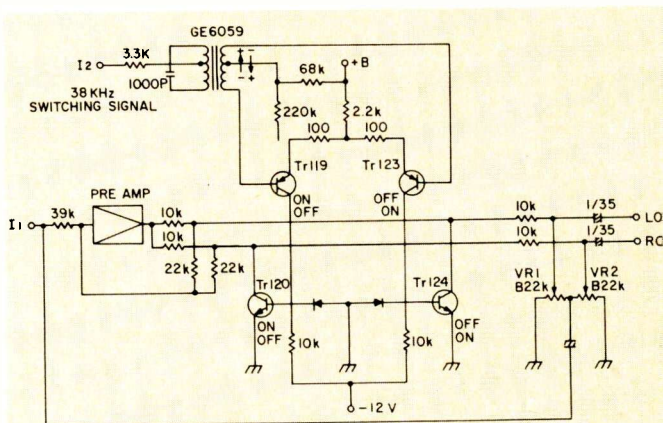 GE6059
I2
3.3K
1000P
38KHz
SWITCHING SIGNAL
+ -
- +
68k
+B
220k
2.2k
100
100
Tr119
Tr123
ON
OFF
OFF
ON
PRE AMP
I1
39k
10k
10k
22k
22k
10k
10k
1/35
1/35
LO
RO
Tr120
Tr124
ON
OFF
OFF
ON
VR1
B22k
VR2
B22k
10k
10k
-12 V